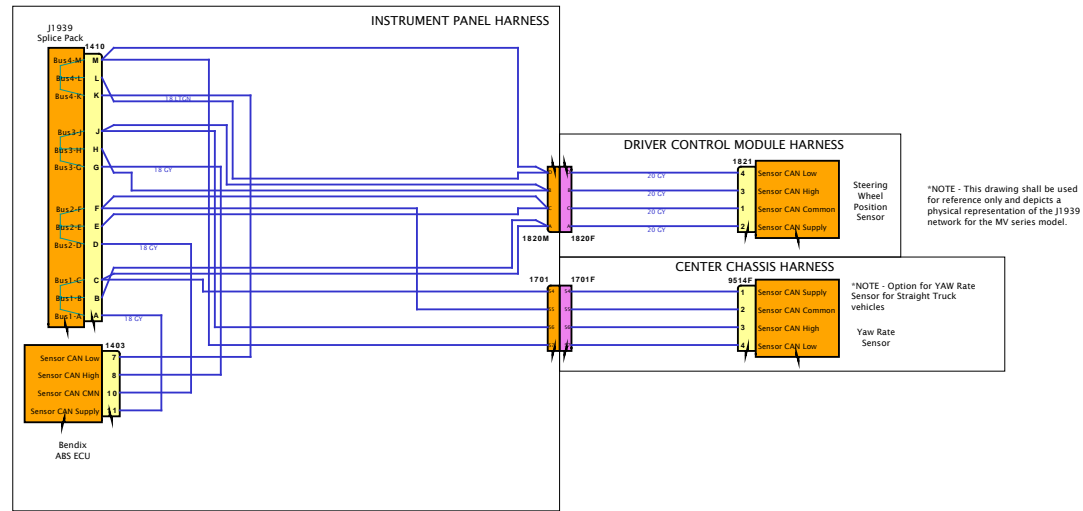 INSTRUMENT PANEL HARNESS
J1939
Splice Pack
1410
Bus4-M M
Bus4-L L
Bus4-K K
18 LTGN
Bus3-J J
Bus3-H H
Bus3-G G
18 GY
Bus2-F F
Bus2-E E
Bus2-D D
18 GY
Bus1-C C
Bus1-B B
Bus1-A A
18 GY
1403
Sensor CAN Low 7
Sensor CAN High 8
Sensor CAN CMN 10
Sensor CAN Supply 11
Bendix
ABS ECU
DRIVER CONTROL MODULE HARNESS
1821
20 GY 4 Sensor CAN Low
B B 20 GY 3 Sensor CAN High
C C 20 GY 1 Sensor CAN Common
A A 20 GY 2 Sensor CAN Supply
1820M 1820F
Steering
Wheel
Position
Sensor
*NOTE - This drawing shall be used
for reference only and depicts a
physical representation of the J1939
network for the MV series model.
CENTER CHASSIS HARNESS
1701 1701F 9514F
54 54 1 Sensor CAN Supply
55 55 2 Sensor CAN Common
56 56 3 Sensor CAN High
4 Sensor CAN Low
*NOTE - Option for YAW Rate
Sensor for Straight Truck
vehicles
Yaw Rate
Sensor